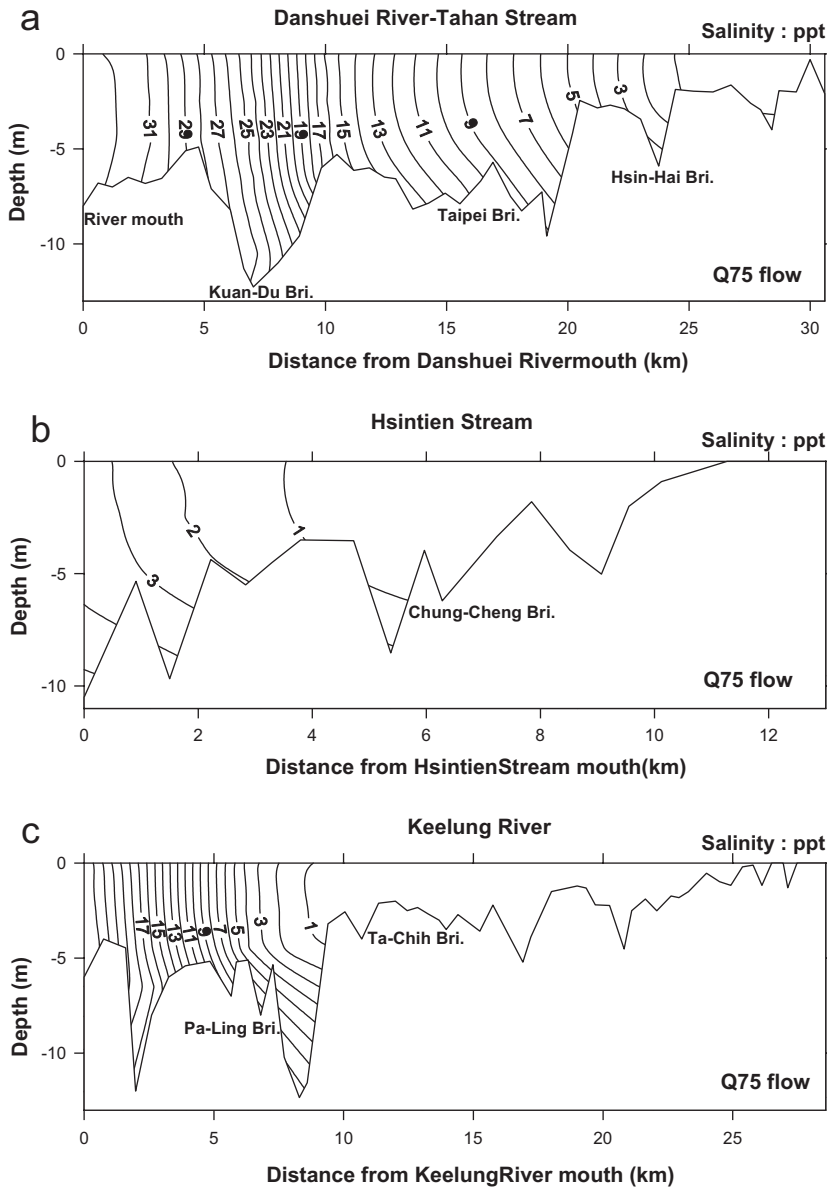 a
Danshuei River-Tahan Stream
Salinity : ppt
0
-5
-10
Depth (m)
31
29
27
25
23
21
19
17
15
13
11
9
7
5
3
River mouth
Kuan-Du Bri.
Taipei Bri.
Hsin-Hai Bri.
Q75 flow
0 5 10 15 20 25 30
Distance from Danshuei Rivermouth (km)
b
Hsintien Stream
Salinity : ppt
0
-5
-10
Depth (m)
3
2
1
Chung-Cheng Bri.
Q75 flow
0 2 4 6 8 10 12
Distance from HsintienStream mouth(km)
c
Keelung River
Salinity : ppt
0
-5
-10
Depth (m)
17
15
13
11
9
7
5
3
1
Pa-Ling Bri.
Ta-Chih Bri.
Q75 flow
0 5 10 15 20 25
Distance from KeelungRiver mouth (km)